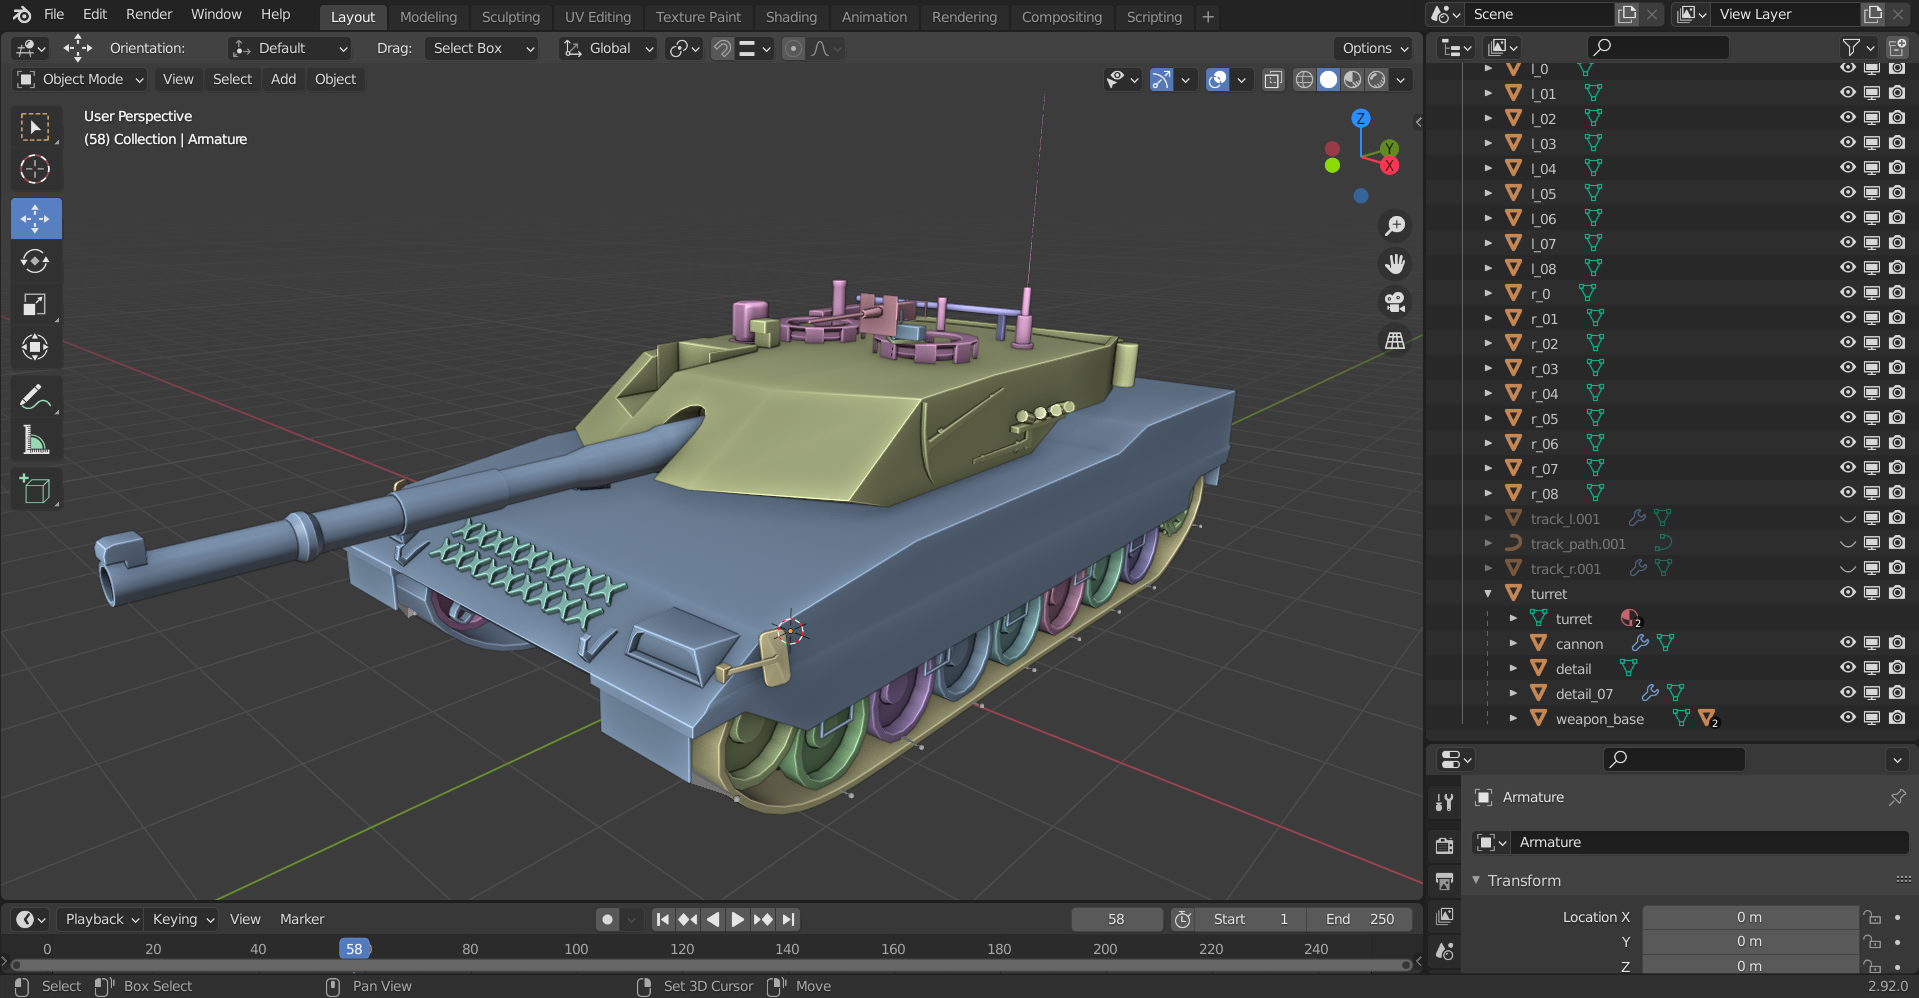 File Edit Render Window Help Layout Modeling Sculpting UV Editing Texture Paint Shading Animation Rendering Compositing Scripting + Scene View Layer
Orientation: Default Drag: Select Box Global Options
Object Mode View Select Add Object
User Perspective
(58) Collection | Armature
Z
Y
X
l_0
l_01
l_02
l_03
l_04
l_05
l_06
l_07
l_08
r_0
r_01
r_02
r_03
r_04
r_05
r_06
r_07
r_08
track_l.001
track_path.001
track_r.001
turret
turret 2
cannon
detail
detail_07
weapon_base 2
Armature
Armature
Transform
Location X 0 m
Y 0 m
Z 0 m
Playback Keying View Marker 58 Start 1 End 250
0 20 40 58 80 100 120 140 160 180 200 220 240
Select Box Select Pan View Set 3D Cursor Move 2.92.0